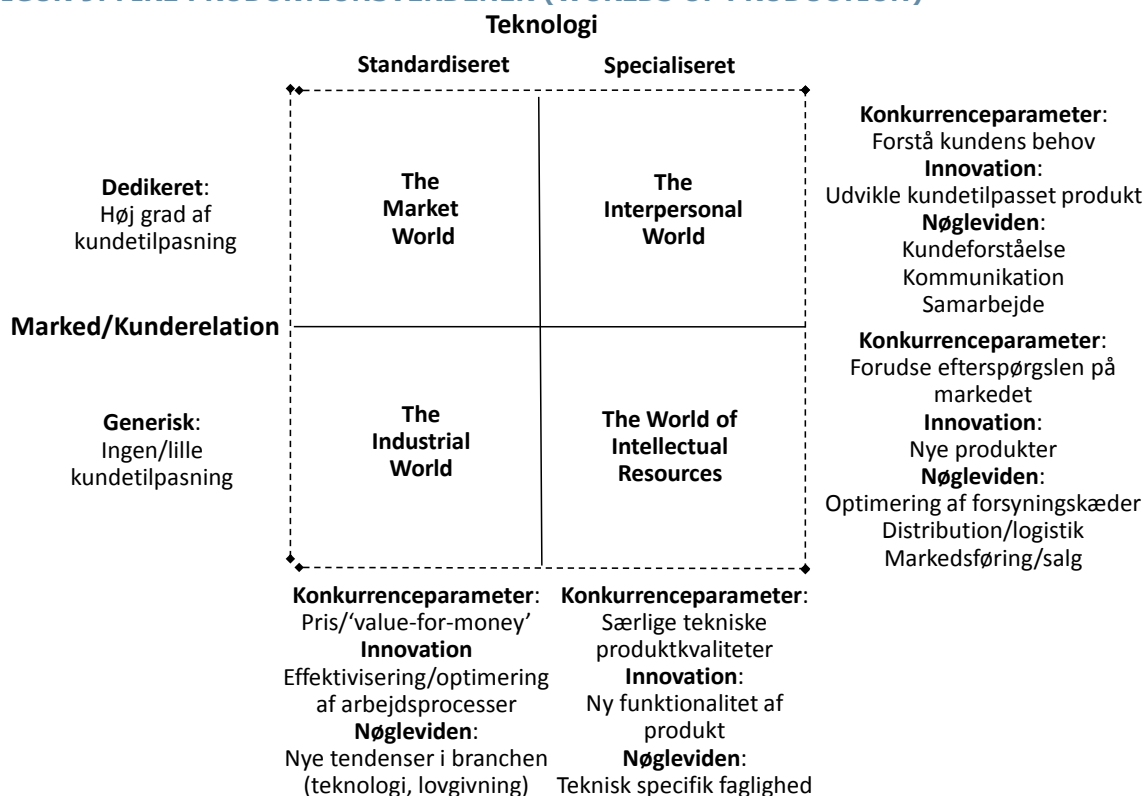 Teknologi
Standardiseret
Specialiseret
Dedikeret:
Høj grad af
kundetilpasning
The
Market
World
The
Interpersonal
World
Konkurrenceparameter:
Forstå kundens behov
Innovation:
Udvikle kundetilpasset produkt
Nøgleviden:
Kundeforståelse
Kommunikation
Samarbejde
Marked/Kunderelation
Generisk:
Ingen/lille
kundetilpasning
The
Industrial
World
The World of
Intellectual
Resources
Konkurrenceparameter:
Forudse efterspørgslen på
markedet
Innovation:
Nye produkter
Nøgleviden:
Optimering af forsyningskæder
Distribution/logistik
Markedsføring/salg
Konkurrenceparameter:
Pris/‘value-for-money’
Innovation
Effektivisering/optimering
af arbejdsprocesser
Nøgleviden:
Nye tendenser i branchen
(teknologi, lovgivning)
Konkurrenceparameter:
Særlige tekniske
produktkvaliteter
Innovation:
Ny funktionalitet af
produkt
Nøgleviden:
Teknisk specifik faglighed